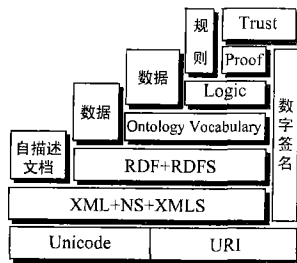 规则
Trust
Proof
数据
Logic
数据
Ontology Vocabulary
数字签名
自描述
文档
RDF+RDFS
XML+NS+XMLS
Unicode
URI